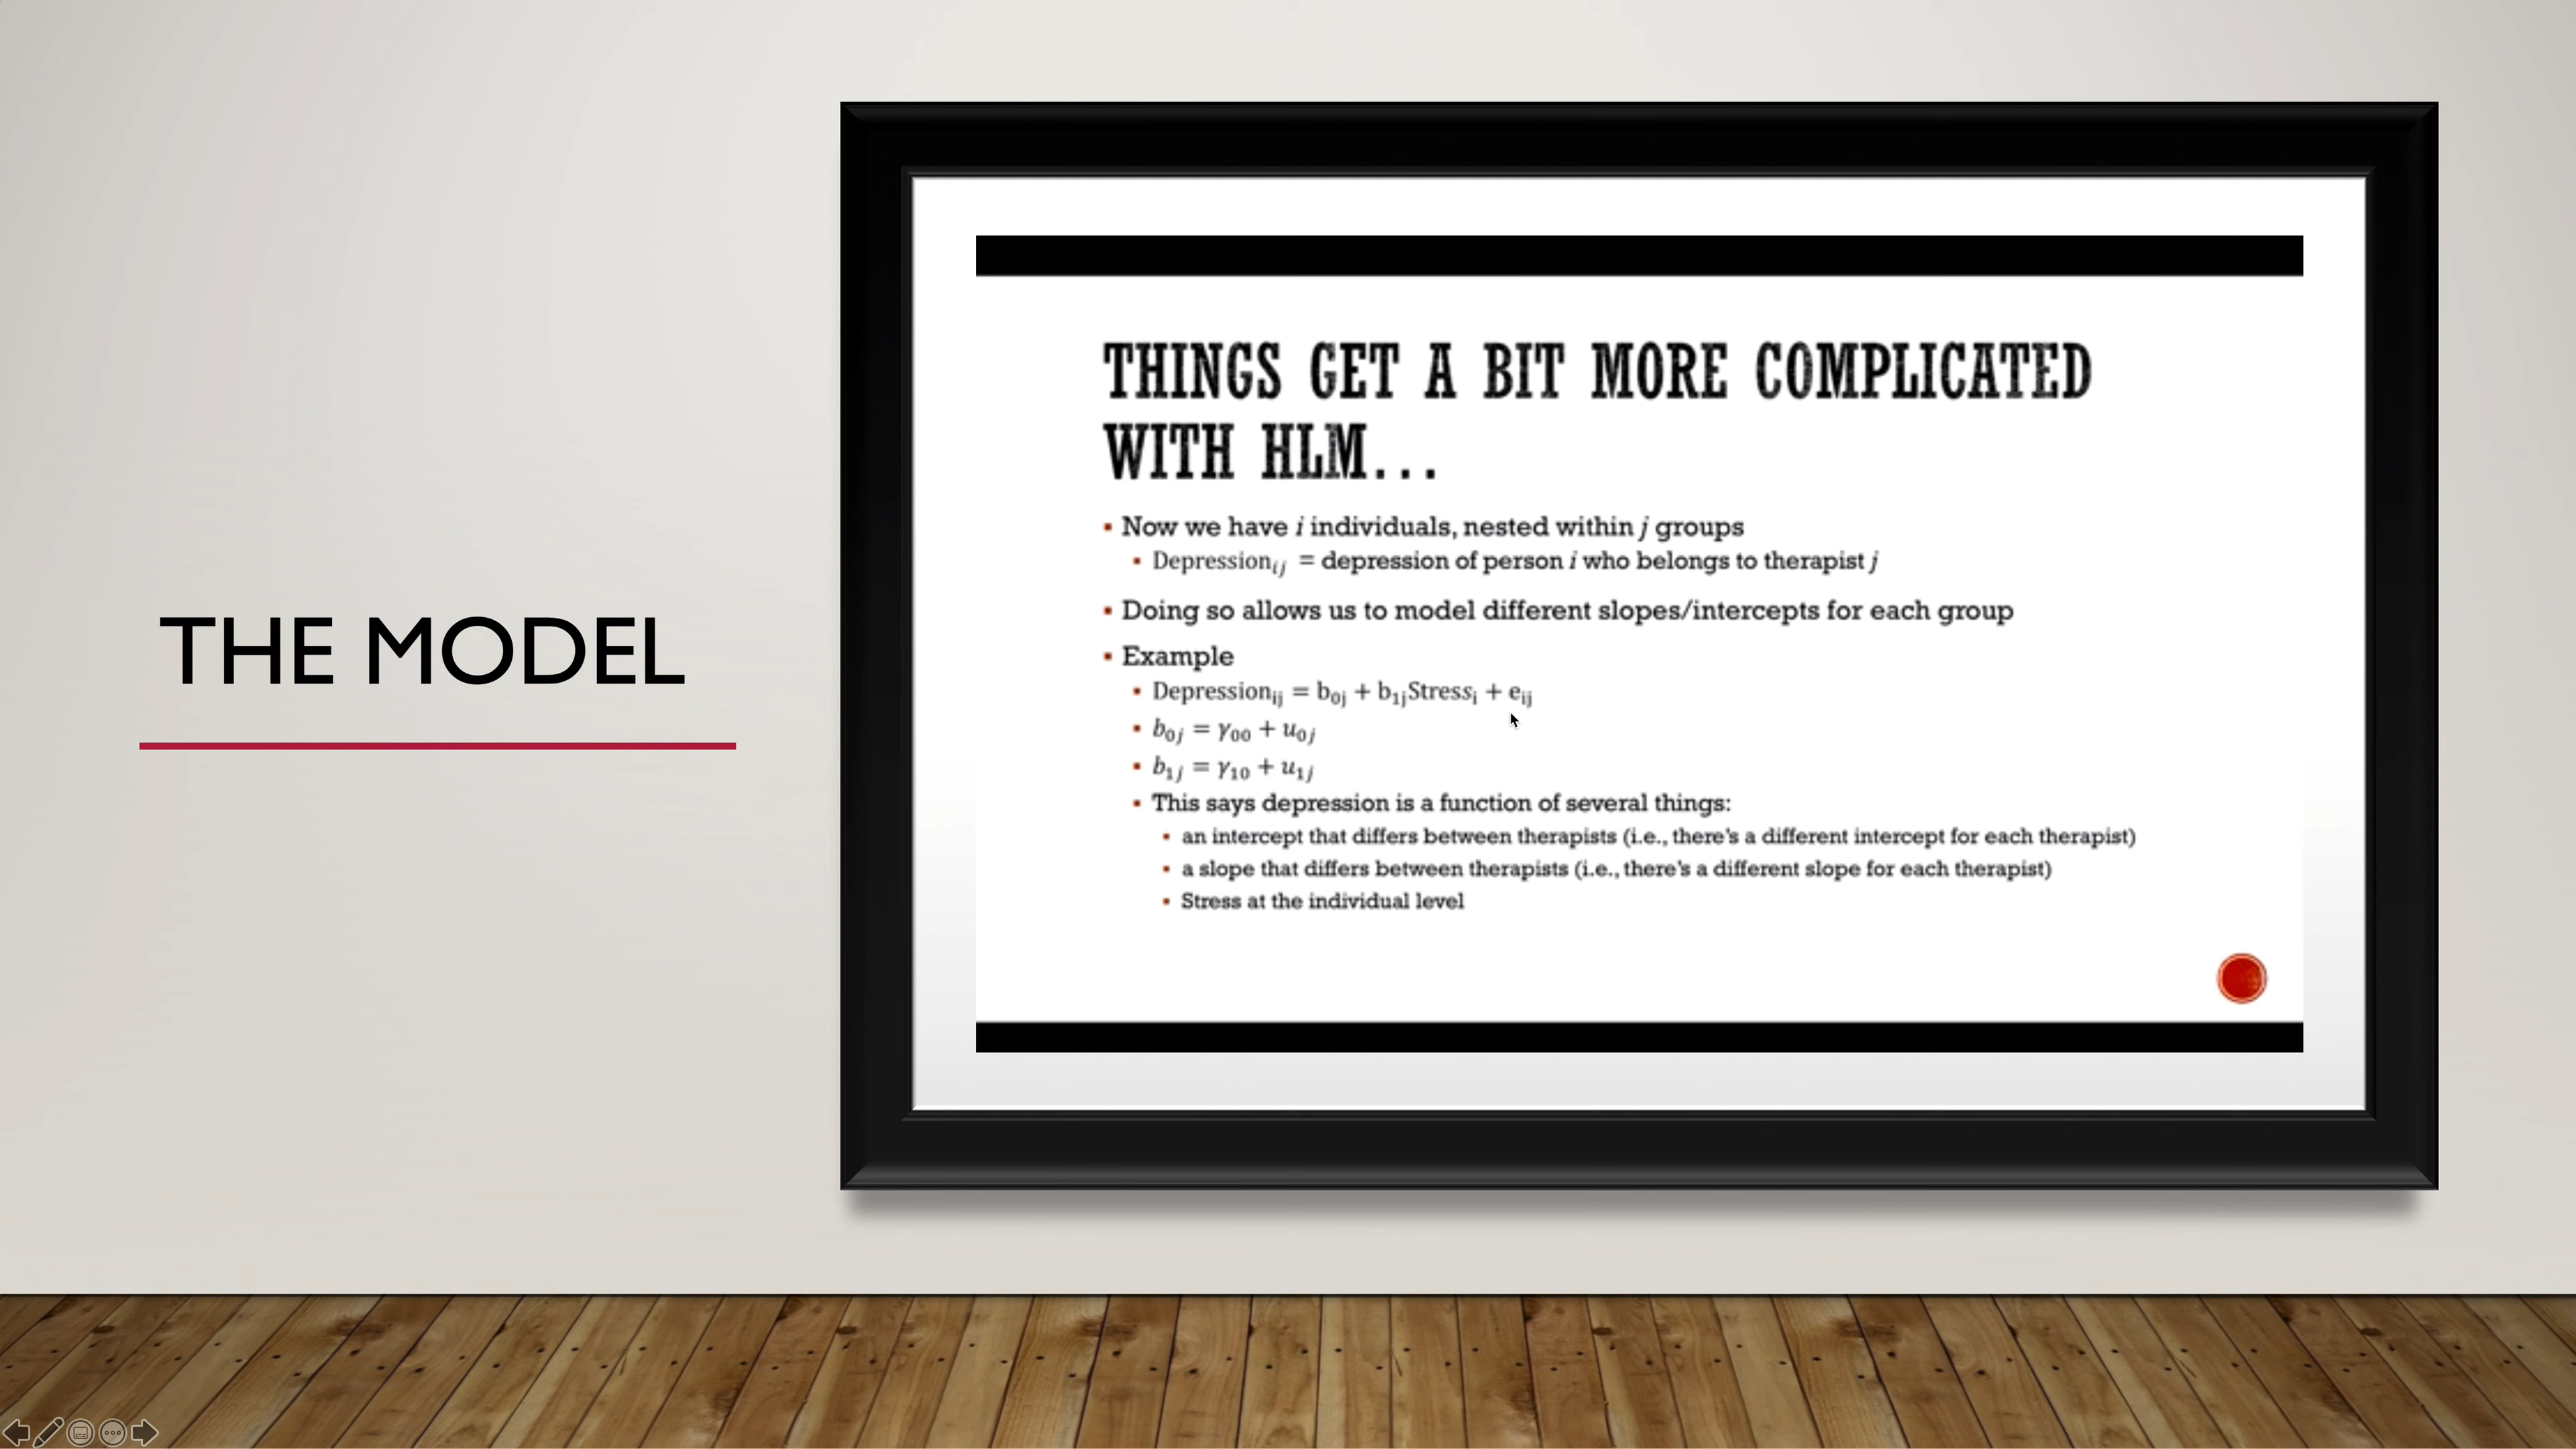 THE MODEL
THINGS GET A BIT MORE COMPLICATED
WITH HLM...
▪ Now we have i individuals, nested within j groups
▪ Depressionᵢⱼ = depression of person i who belongs to therapist j
▪ Doing so allows us to model different slopes/intercepts for each group
▪ Example
▪ Depressionᵢⱼ = b₀ⱼ + b₁ⱼStressᵢ + eᵢⱼ
▪ b₀ⱼ = γ₀₀ + u₀ⱼ
▪ b₁ⱼ = γ₁₀ + u₁ⱼ
▪ This says depression is a function of several things:
▪ an intercept that differs between therapists (i.e., there's a different intercept for each therapist)
▪ a slope that differs between therapists (i.e., there's a different slope for each therapist)
▪ Stress at the individual level